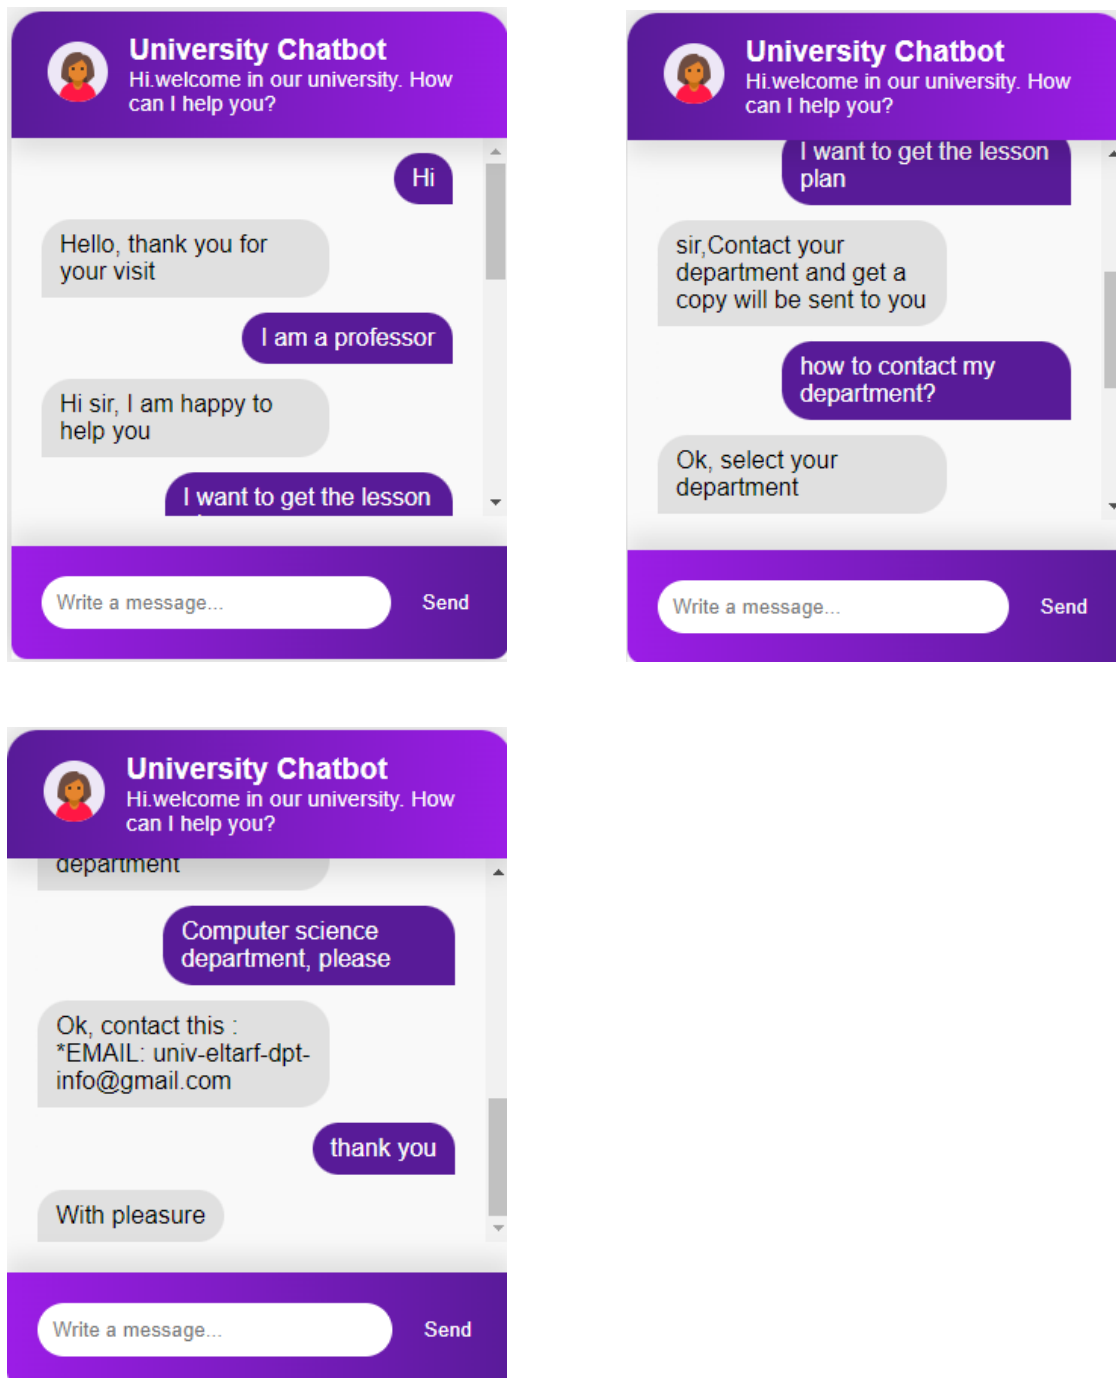 University Chatbot
Hi.welcome in our university. How
can I help you?
Hi
Hello, thank you for
your visit
I am a professor
Hi sir, I am happy to
help you
I want to get the lesson
Write a message...
Send
University Chatbot
Hi.welcome in our university. How
can I help you?
I want to get the lesson
plan
sir,Contact your
department and get a
copy will be sent to you
how to contact my
department?
Ok, select your
department
Write a message...
Send
University Chatbot
Hi.welcome in our university. How
can I help you?
department
Computer science
department, please
Ok, contact this :
*EMAIL: univ-eltarf-dpt-
info@gmail.com
thank you
With pleasure
Write a message...
Send